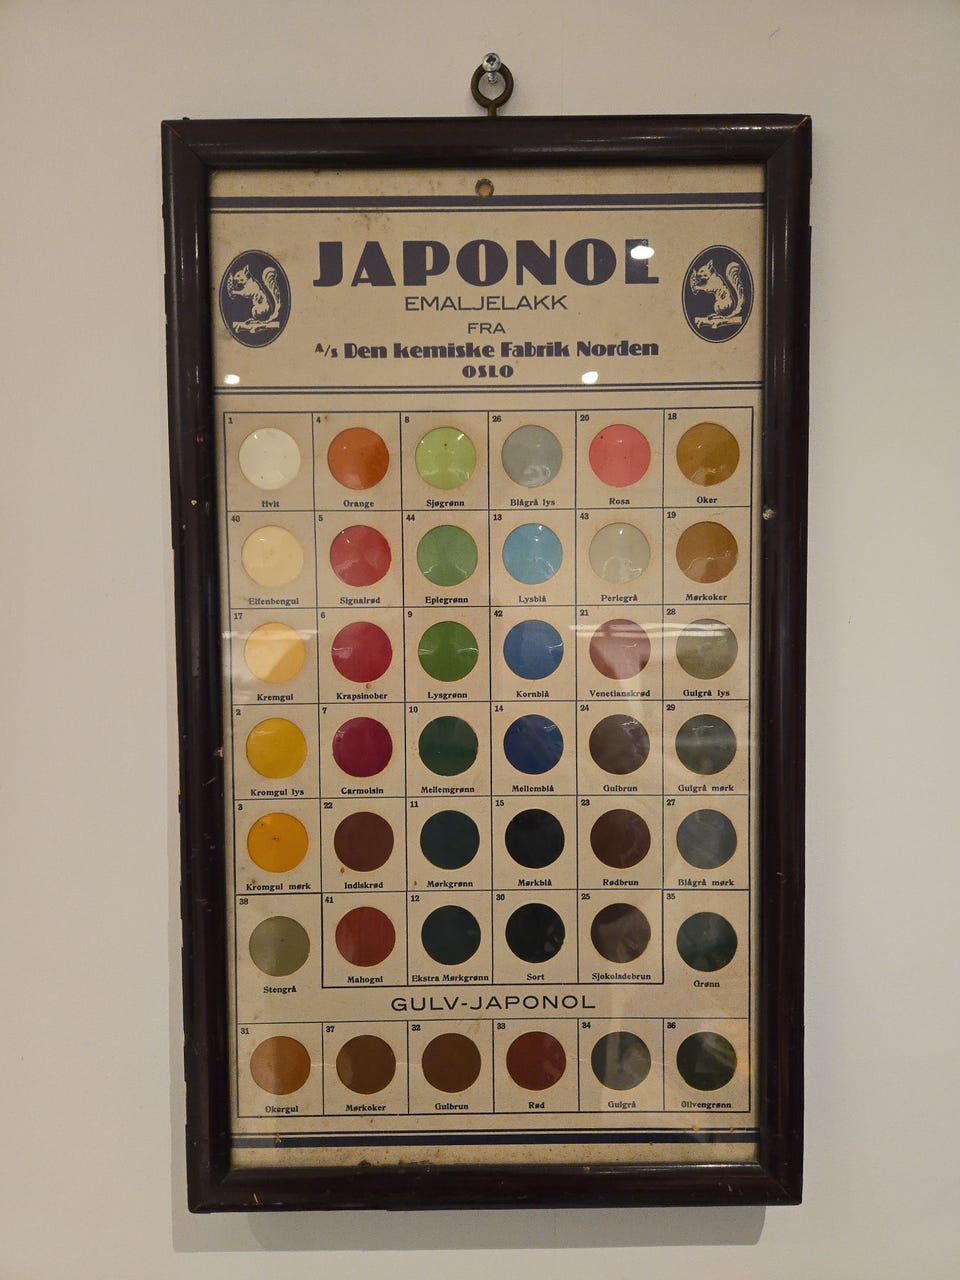 JAPONOL
EMALJELAKK
FRA
A/s Den kemiske Fabrik Norden
OSLO
1 4 8 26 20 18
Hvit Orange Sjøgrønn Blågrå lys Rosa Oker
40 5 44 13 43 19
Elfenbengul Signalrød Eplegrønn Lysblå Perlegrå Mørkoker
17 6 9 42 21 28
Kremgul Krapsinober Lysgrønn Kornblå Venetianskrød Gulgrå lys
2 7 10 14 24 29
Kromgul lys Carmoisin Mellemgrønn Mellemblå Gulbrun Gulgrå mørk
3 22 11 15 23 27
Kromgul mørk Indiskrød Mørkgrønn Mørkblå Rødbrun Blågrå mørk
38 41 12 30 25 35
Stengrå Mahogni Ekstra Mørkgrønn Sort Sjokoladebrun Grønn
GULV-JAPONOL
31 37 32 33 34 36
Okergul Mørkoker Gulbrun Rød Gulgrå Olivengrønn